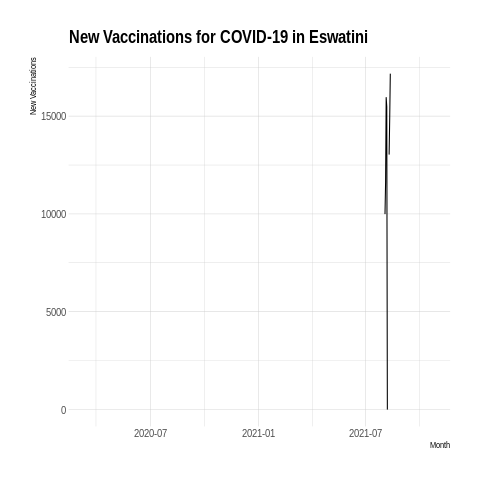 New Vaccinations for COVID-19 in Eswatini
New Vaccinations
15000
10000
5000
0
2020-07
2021-01
2021-07
Month